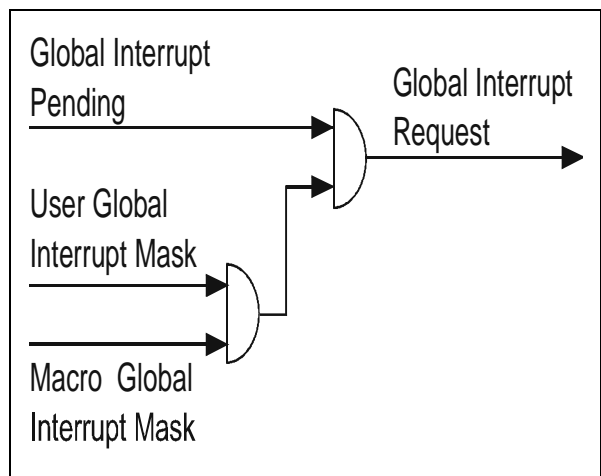 Global Interrupt
Pending
Global Interrupt
Request
User Global
Interrupt Mask
Macro Global
Interrupt Mask